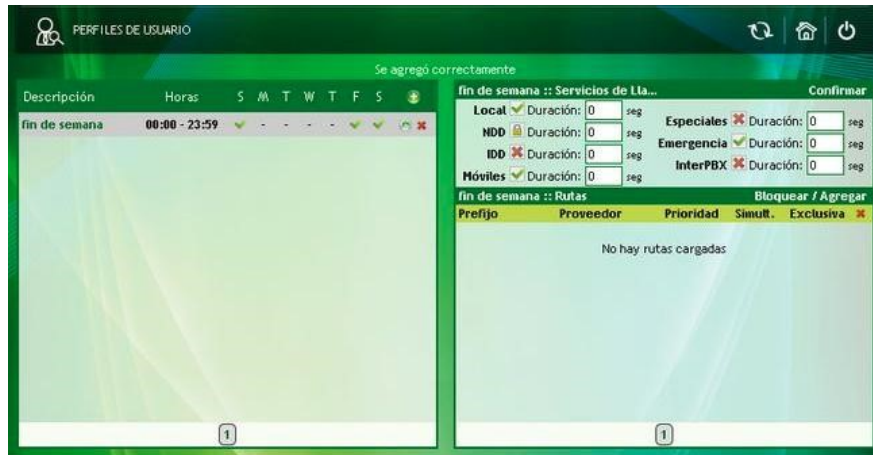 PERFILES DE USUARIO
Se agregó correctamente
Descripción Horas S M T W T F S
fin de semana 00:00 - 23:59 - - - -
1
fin de semana :: Servicios de Lla... Confirmar
Local Duración: 0 seg
NDD Duración: 0 seg
IDD Duración: 0 seg
Móviles Duración: 0 seg
Especiales Duración: 0 seg
Emergencia Duración: 0 seg
InterPBX Duración: 0 seg
fin de semana :: Rutas Bloquear / Agregar
Prefijo Proveedor Prioridad Simult. Exclusiva
No hay rutas cargadas
1